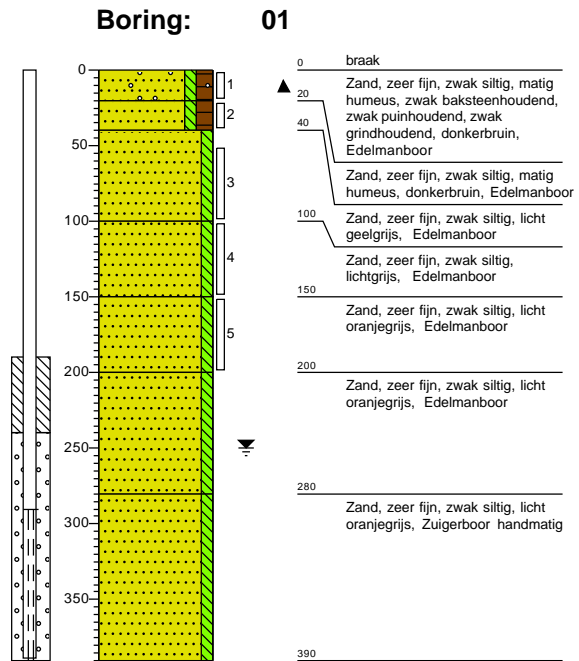 Boring: 01
0
50
100
150
200
250
300
350
1
2
3
4
5
0
braak
Zand, zeer fijn, zwak siltig, matig
humeus, zwak baksteenhoudend,
zwak puinhoudend, zwak
grindhoudend, donkerbruin,
Edelmanboor
20
Zand, zeer fijn, zwak siltig, matig
humeus, donkerbruin, Edelmanboor
40
Zand, zeer fijn, zwak siltig, licht
geelgrijs, Edelmanboor
100
Zand, zeer fijn, zwak siltig,
lichtgrijs, Edelmanboor
150
Zand, zeer fijn, zwak siltig, licht
oranjegrijs, Edelmanboor
200
Zand, zeer fijn, zwak siltig, licht
oranjegrijs, Edelmanboor
280
Zand, zeer fijn, zwak siltig, licht
oranjegrijs, Zuigerboor handmatig
390